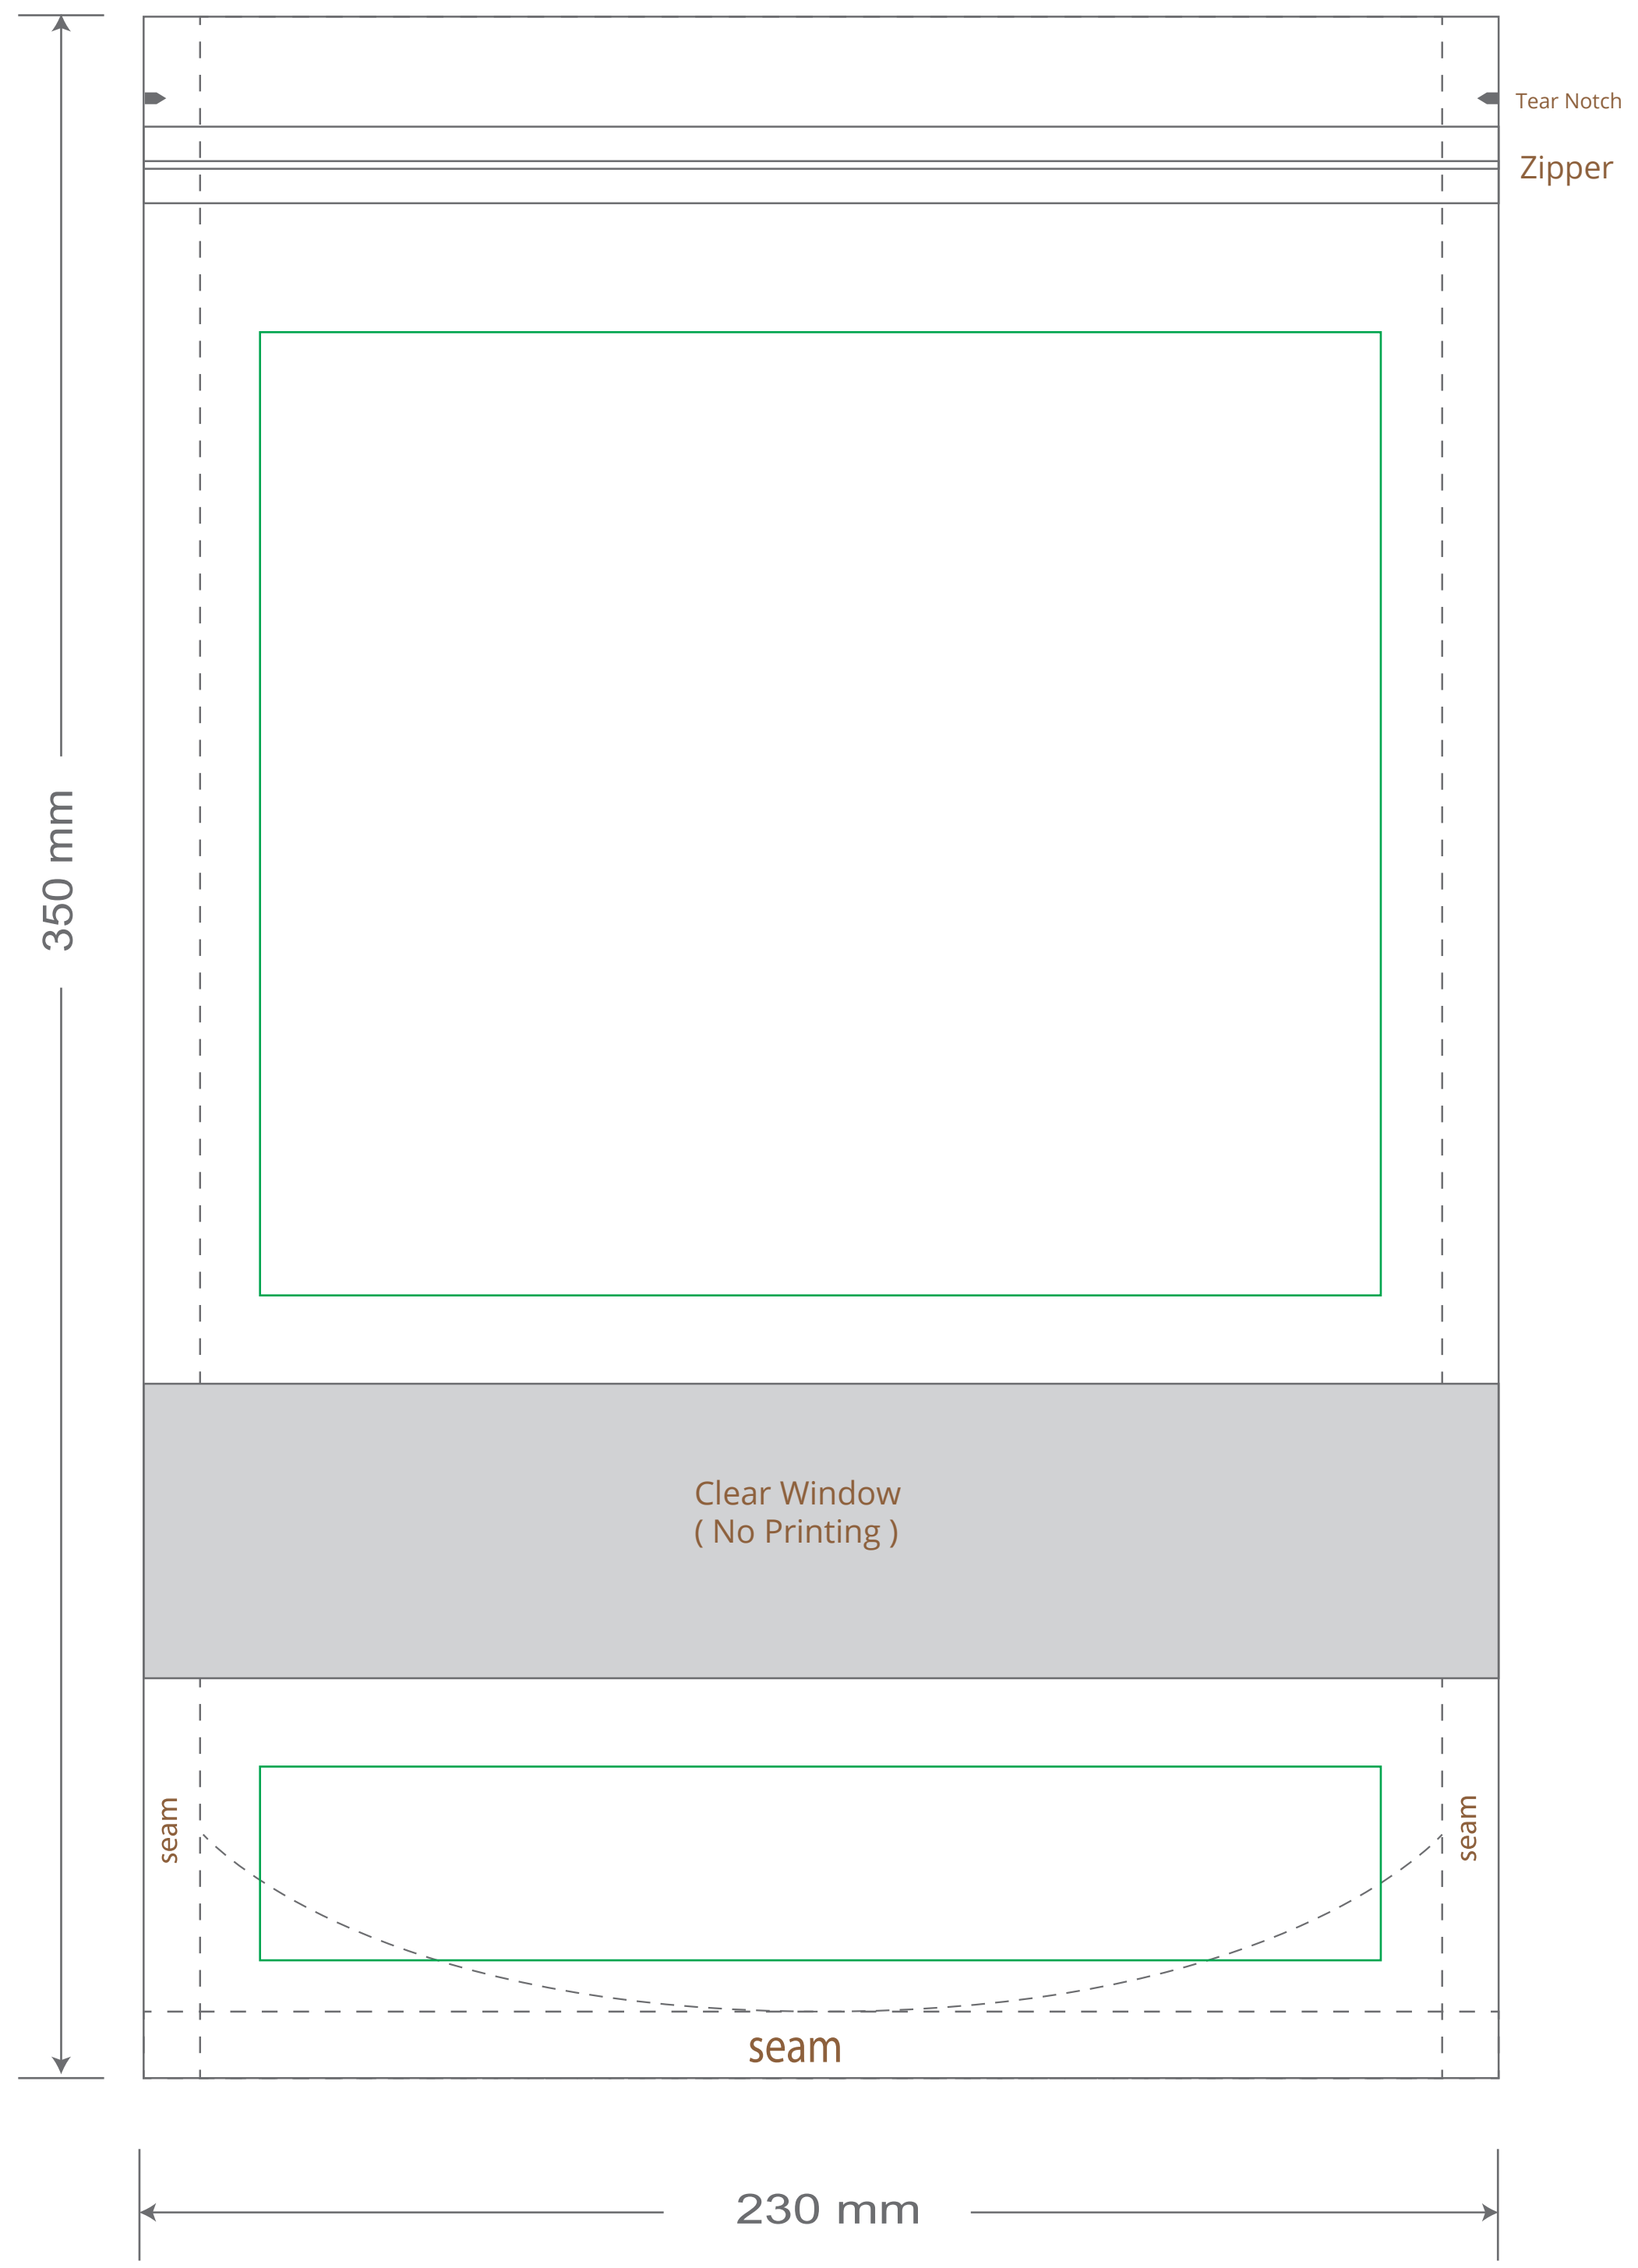 Tear Notch
Zipper
350 mm
Clear Window
( No Printing )
seam
seam
seam
230 mm